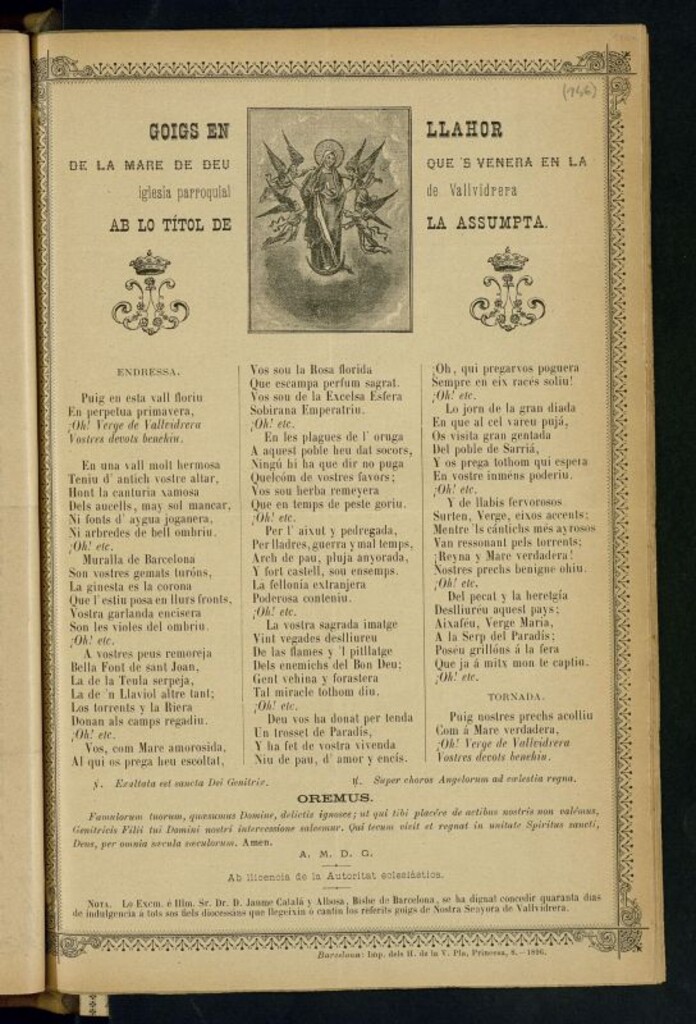 (146)
GOIGS EN LLAHOR
DE LA MARE DE DEU QUE 'S VENERA EN LA
iglesia parroquial de Vallvidrera
AB LO TÍTOL DE LA ASSUMPTA.
ENDRESSA.
Puig en esta vall floriu
En perpetua primavera,
¡Oh! Verge de Vallvidrera
Vostres devots benehiu.
En una vall molt hermosa
Teniu d' antich vostre altar,
Hont la canturia xamosa
Dels aucells, may sol mancar,
Ni fonts d' aygua joganera,
Ni arbredes de bell ombriu.
¡Oh! etc.
Muralla de Barcelona
Son vostres gemats turóns,
La ginesta es la corona
Que l' estiu posa en llurs fronts,
Vostra garlanda encisera
Son les violes del ombriu.
¡Oh! etc.
A vostres peus remoreja
Bella Font de sant Joan,
La de la Teula serpeja,
La de 'n Llaviol altre tant;
Los torrents y la Riera
Donan als camps regadiu.
¡Oh! etc.
Vos, com Mare amorosida,
Al qui os prega heu escoltat,
Vos sou la Rosa florida
Que escampa perfum sagrat.
Vos sou de la Excelsa Esfera
Sobirana Emperatriu.
¡Oh! etc.
En les plagues de l' oruga
A aquest poble heu dat socors,
Ningú hi ha que dir no puga
Quelcóm de vostres favors;
Vos sou herba remeyera
Que en temps de peste goriu.
¡Oh! etc.
Per l' aixut y pedregada,
Per lladres, guerra y mal temps,
Arch de pau, pluja anyorada,
Y fort castell, sou ensemps.
La fellonía extranjera
Poderosa conteniu.
¡Oh! etc.
La vostra sagrada imatge
Vint vegades deslliureu
De las flames y 'l pilllatge
Dels enemichs del Bon Deu;
Gent vehina y forastera
Tal miracle tothom diu.
¡Oh! etc.
Deu vos ha donat per tenda
Un trosset de Paradís,
Y ha fet de vostra vivenda
Niu de pau, d' amor y encís.
¡Oh, qui pregarvos poguera
Sempre en eix racés soliu!
¡Oh! etc.
Lo jorn de la gran diada
En que al cel vareu pujá,
Os visita gran gentada
Del poble de Sarriá,
Y os prega tothom qui espera
En vostre inméns poderiu.
¡Oh! etc.
Y de llabis fervorosos
Surten, Verge, eixos accents;
Mentre 'ls cántichs més ayrosos
Van ressonant pels torrents;
¡Reyna y Mare verdadera!
Nostres prechs benigne ohiu.
¡Oh! etc.
Del pecat y la heretgía
Deslliuréu aquest pays;
Aixaféu, Verge María,
A la Serp del Paradís;
Poséu grillóns á la fera
Que ja á mitx mon te captiu.
¡Oh! etc.
TORNADA.
Puig nostres prechs acolliu
Com á Mare verdadera,
¡Oh! Verge de Vallvidrera
Vostres devots benehiu.
℣. Exaltata est sancta Dei Genitrix. ℟. Super choros Angelorum ad cœlestia regna.
OREMUS.
Famulorum tuorum, quæsumus Domine, delictis ignosce; ut qui tibi placére de actibus nostris non valémus,
Genitricis Filii tui Domini nostri intercessione salvemur. Qui tecum vivit et regnat in unitate Spiritus sancti,
Deus, per omnia sæcula sæculorum. Amen.
A. M. D. G.
Ab llicencia de la Autoritat eclesiástica.
NOTA. Lo Excm. é Illm. Sr. Dr. D. Jaume Catalá y Albosa, Bisbe de Barcelona, se ha dignat concedir quaranta dias
de indulgencia á tots sos fiels diocessáns que llegeixin ó cantin los referits goigs de Nostra Senyora de Vallvidrera.
Barcelona: Imp. dels H. de la V. Pla, Princesa, 8.—1896.